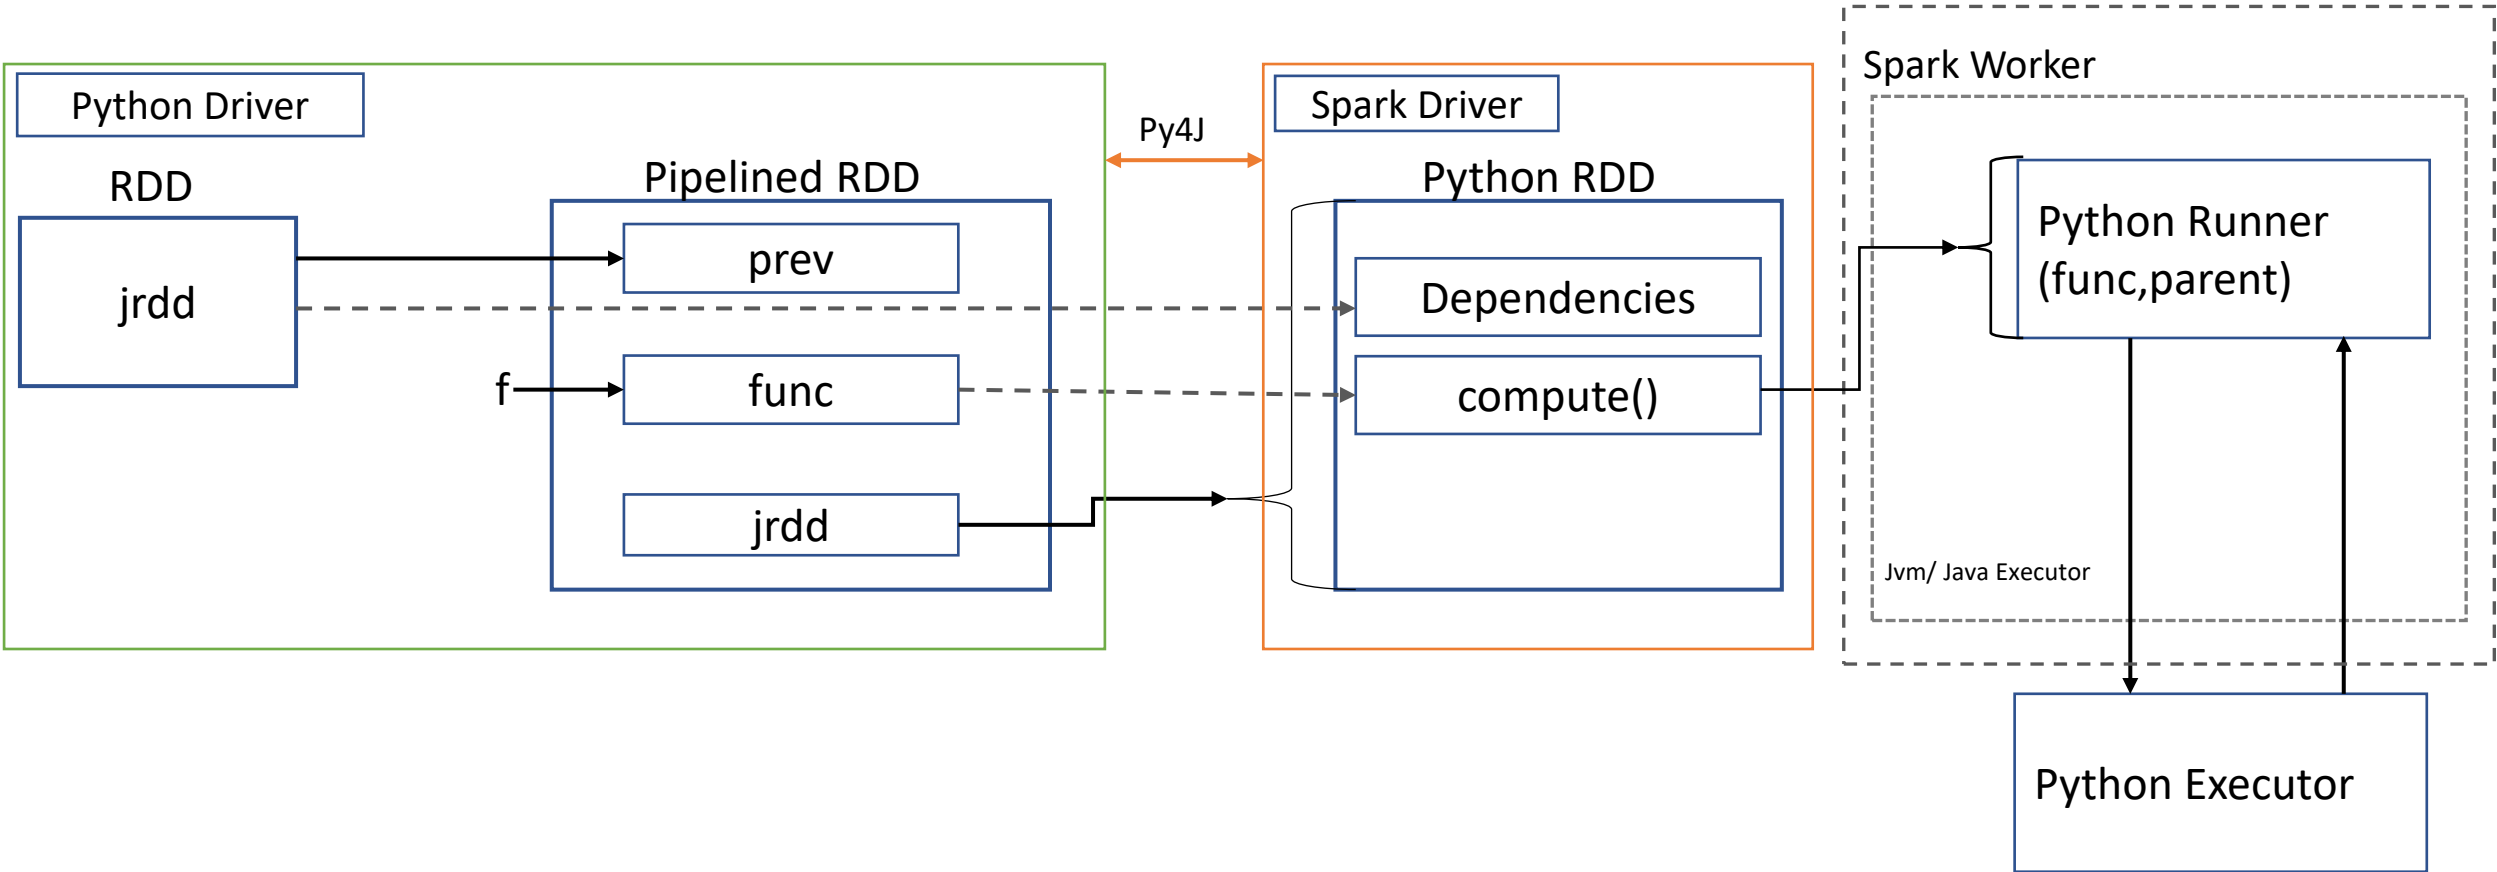 Python Driver
RDD
jrdd
Pipelined RDD
prev
f
func
jrdd
Py4J
Spark Driver
Python RDD
Dependencies
compute()
Spark Worker
Python Runner
(func,parent)
Jvm/ Java Executor
Python Executor